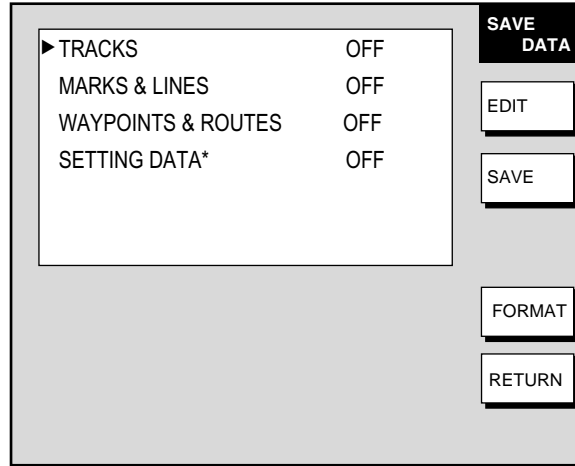 SAVE
DATA
▶TRACKS OFF
MARKS & LINES OFF
WAYPOINTS & ROUTES OFF
SETTING DATA* OFF
EDIT
SAVE
FORMAT
RETURN